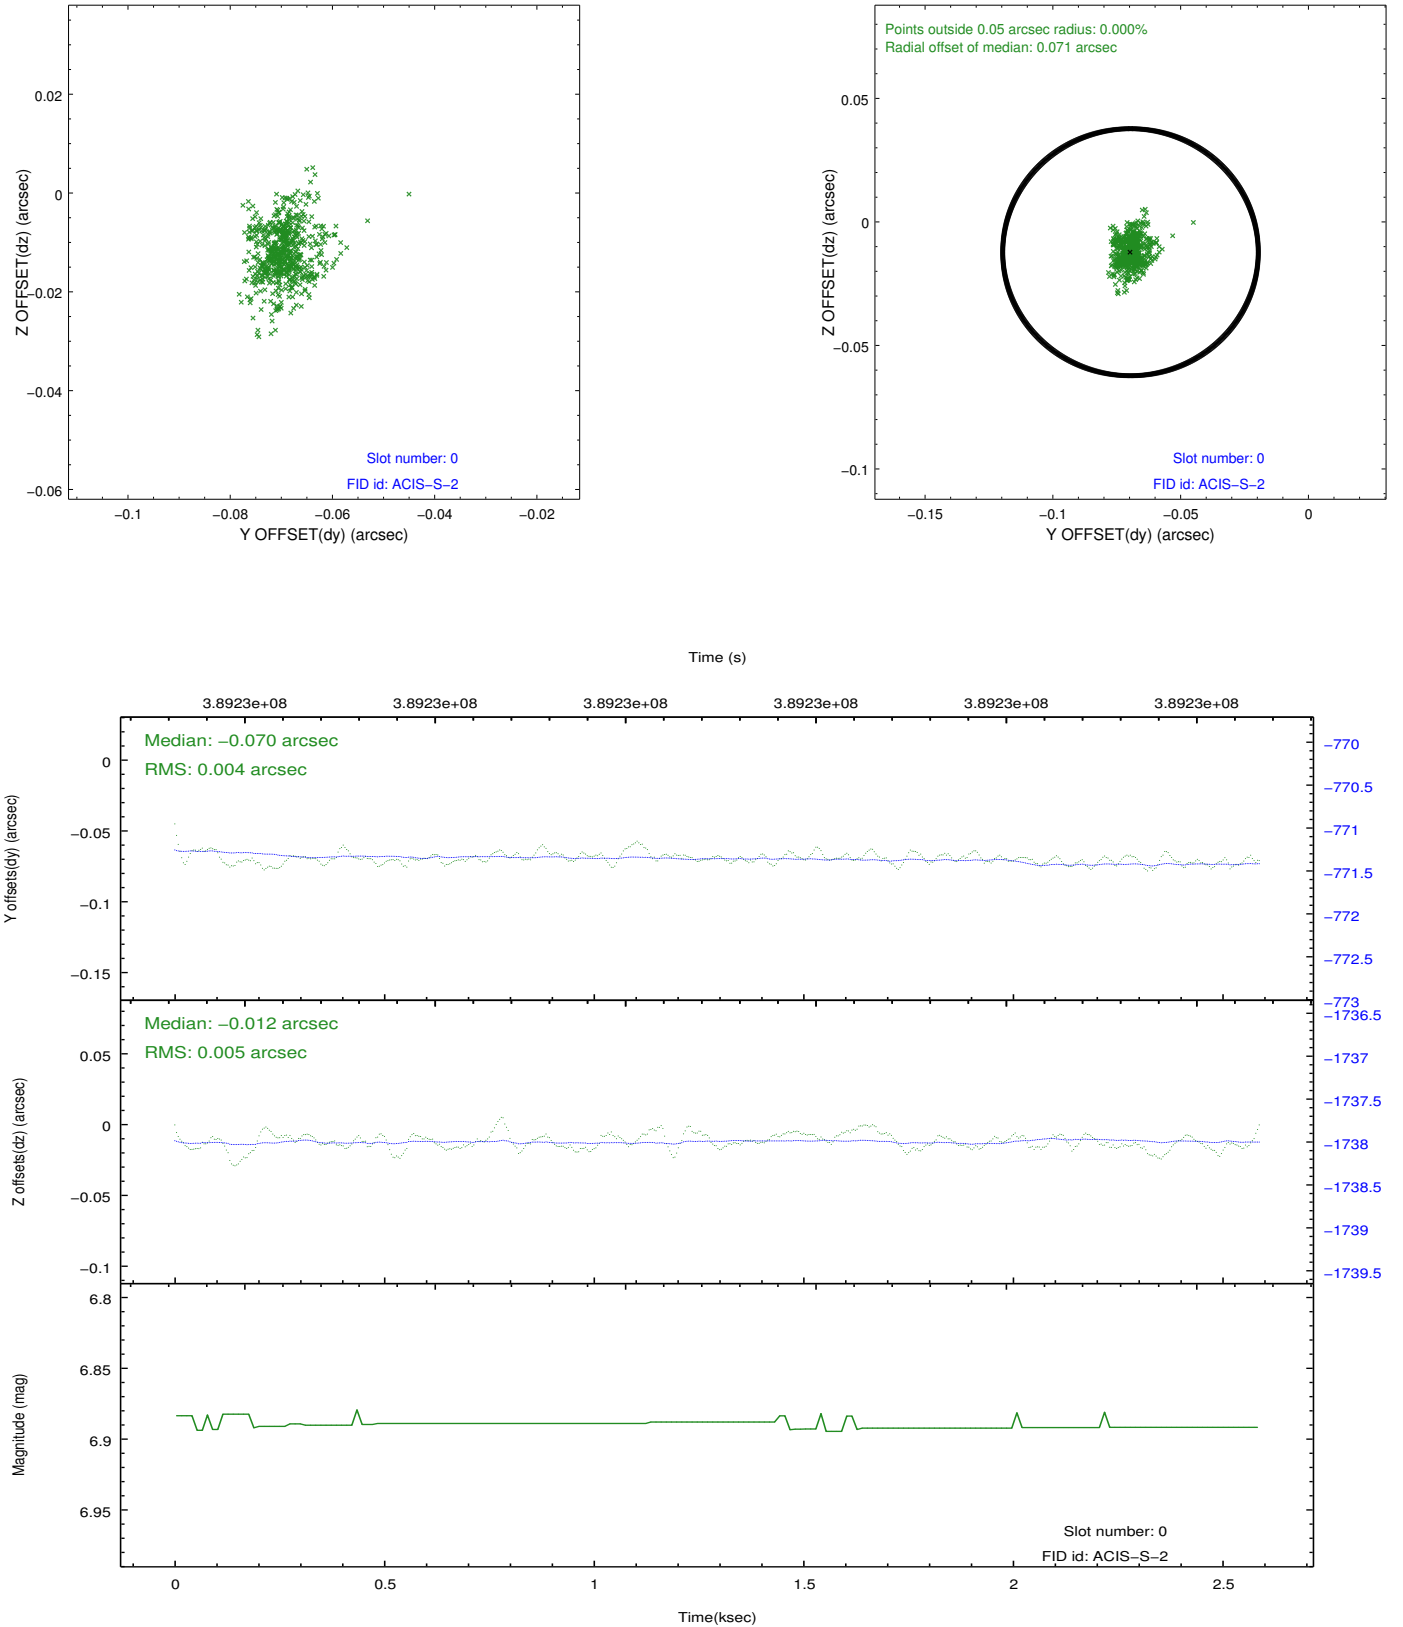 0.02
0
−0.02
−0.04
−0.06
Z OFFSET(dz) (arcsec)
Slot number: 0
FID id: ACIS−S−2
−0.1
−0.08
−0.06
−0.04
−0.02
Y OFFSET(dy) (arcsec)
Points outside 0.05 arcsec radius: 0.000%
Radial offset of median: 0.071 arcsec
0.05
0
−0.05
−0.1
Z OFFSET(dz) (arcsec)
Slot number: 0
FID id: ACIS−S−2
−0.15
−0.1
−0.05
0
Y OFFSET(dy) (arcsec)
Time (s)
3.8923e+08
3.8923e+08
3.8923e+08
3.8923e+08
3.8923e+08
3.8923e+08
Median: −0.070 arcsec
RMS: 0.004 arcsec
0
−0.05
−0.1
−0.15
Y offsets(dy) (arcsec)
−770
−770.5
−771
−771.5
−772
−772.5
−773
Median: −0.012 arcsec
RMS: 0.005 arcsec
0.05
0
−0.05
−0.1
Z offsets(dz) (arcsec)
−1736.5
−1737
−1737.5
−1738
−1738.5
−1739
−1739.5
6.8
6.85
6.9
6.95
Magnitude (mag)
Slot number: 0
FID id: ACIS−S−2
0
0.5
1
1.5
2
2.5
Time(ksec)